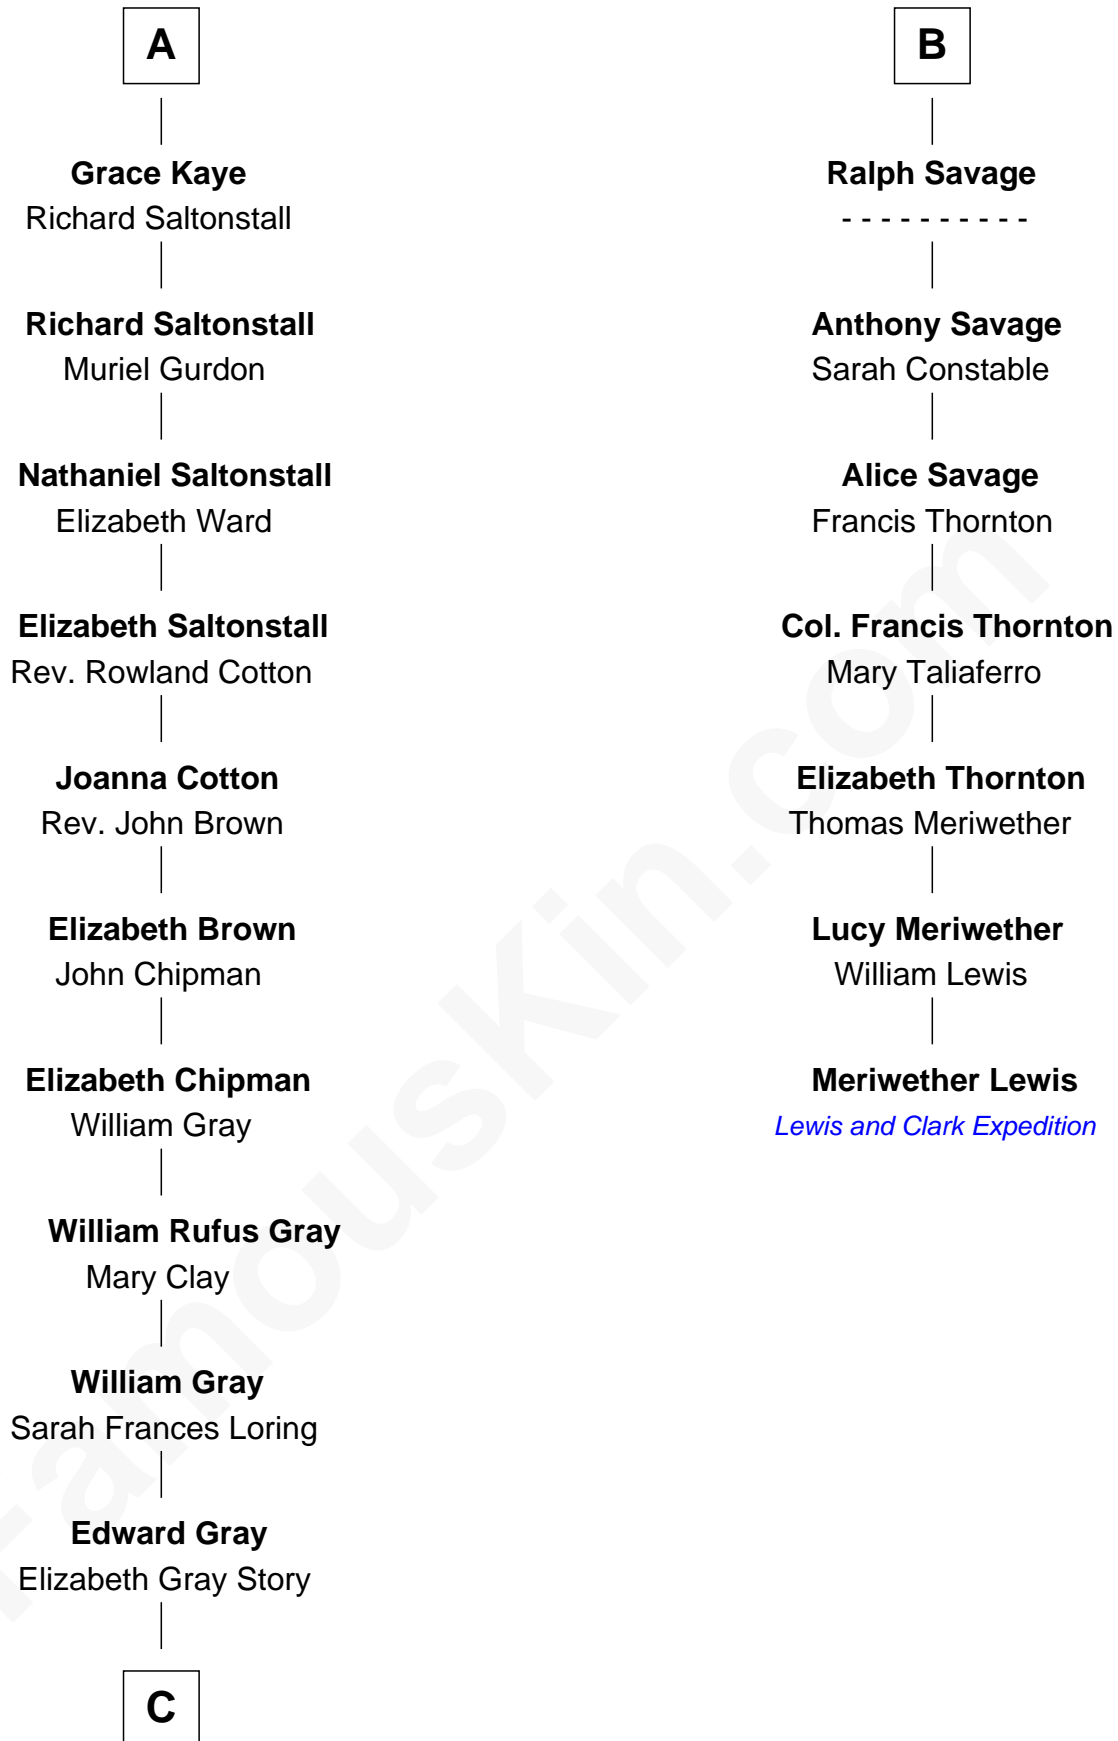 A
Grace Kaye
Richard Saltonstall
Richard Saltonstall
Muriel Gurdon
Nathaniel Saltonstall
Elizabeth Ward
Elizabeth Saltonstall
Rev. Rowland Cotton
Joanna Cotton
Rev. John Brown
Elizabeth Brown
John Chipman
Elizabeth Chipman
William Gray
William Rufus Gray
Mary Clay
William Gray
Sarah Frances Loring
Edward Gray
Elizabeth Gray Story
C
B
Ralph Savage
- - - - - - - - - -
Anthony Savage
Sarah Constable
Alice Savage
Francis Thornton
Col. Francis Thornton
Mary Taliaferro
Elizabeth Thornton
Thomas Meriwether
Lucy Meriwether
William Lewis
Meriwether Lewis
Lewis and Clark Expedition
FamousKin.com